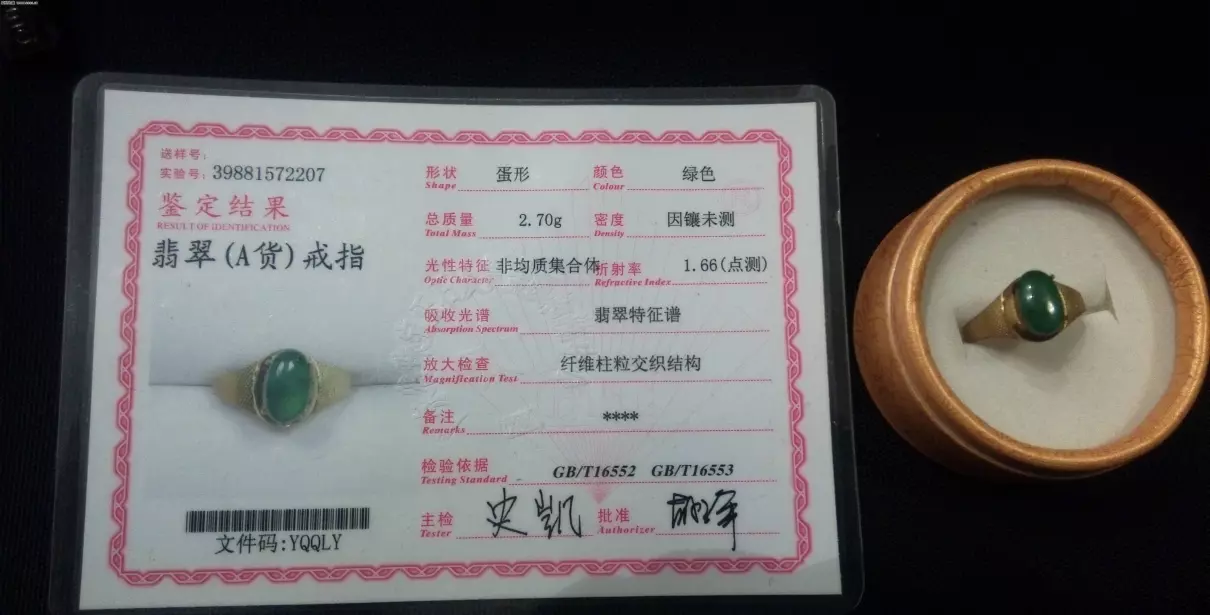 送样号:
实验号: 39881572207
鉴定结果
RESULT OF IDENTIFICATION
翡翠(A货)戒指
文件码:YQQLY
形状 蛋形 颜色 绿色
Shape Colour
总质量 2.70g 密度 因镶未测
Total Mass Density
光性特征 非均质集合体 折射率 1.66(点测)
Optic Character Refractive Index
吸收光谱 翡翠特征谱
Absorption Spectrum
放大检查 纤维柱粒交织结构
Magnification Test
备注 ****
Remarks
检验依据 GB/T16552 GB/T16553
Testing Standard
主检 史凯 批准
Tester Authorizer